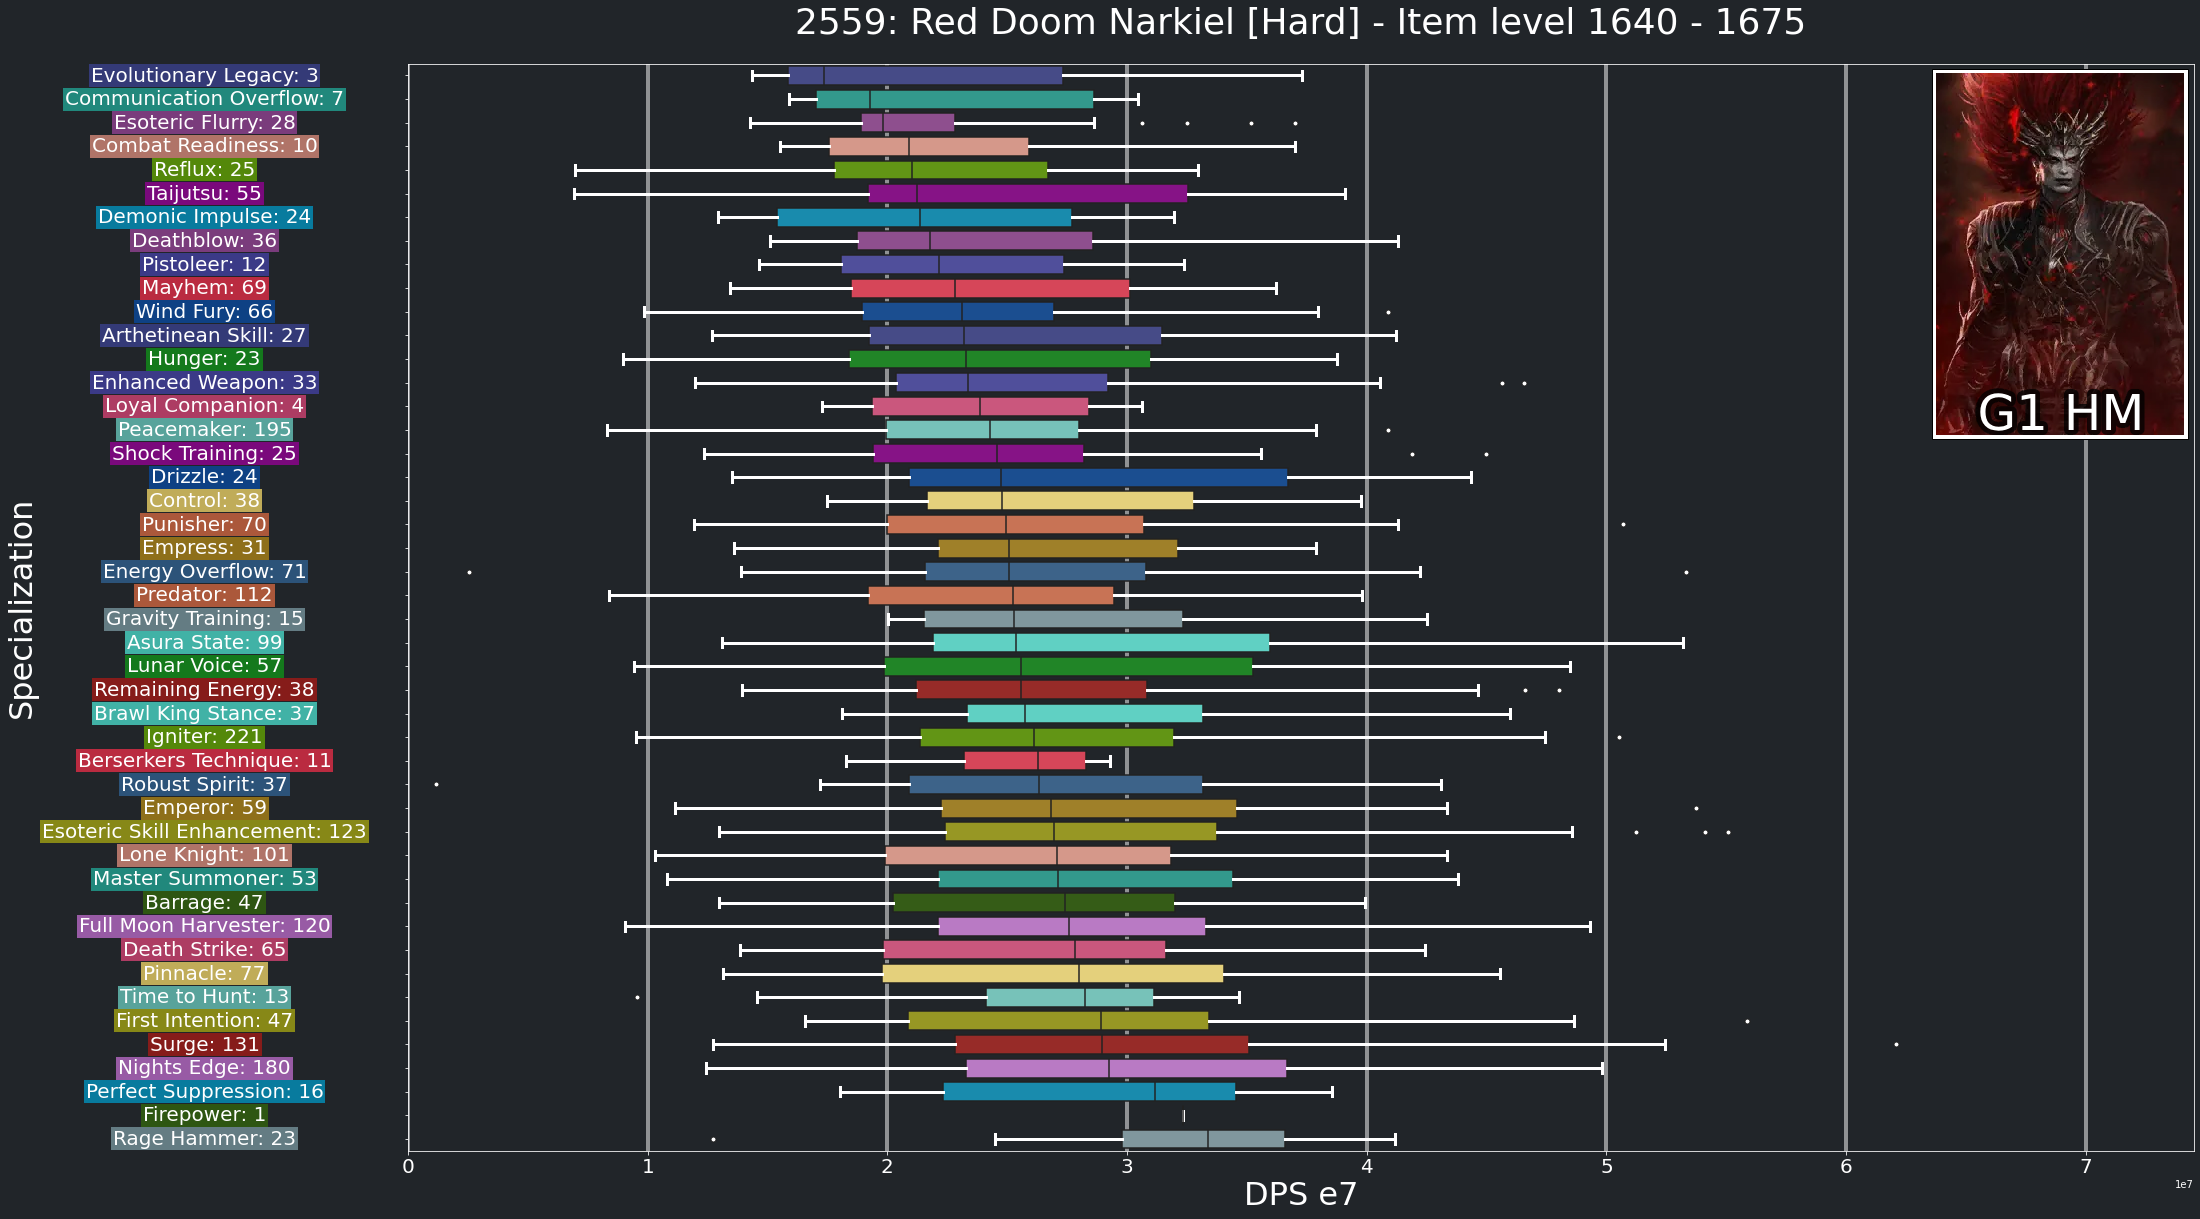 2559: Red Doom Narkiel [Hard] - Item level 1640 - 1675
Evolutionary Legacy: 3
Communication Overflow: 7
Esoteric Flurry: 28
Combat Readiness: 10
Reflux: 25
Taijutsu: 55
Demonic Impulse: 24
Deathblow: 36
Pistoleer: 12
Mayhem: 69
Wind Fury: 66
Arthetinean Skill: 27
Hunger: 23
Enhanced Weapon: 33
Loyal Companion: 4
Peacemaker: 195
Shock Training: 25
Drizzle: 24
Control: 38
Punisher: 70
Empress: 31
Energy Overflow: 71
Predator: 112
Gravity Training: 15
Asura State: 99
Lunar Voice: 57
Remaining Energy: 38
Brawl King Stance: 37
Igniter: 221
Berserkers Technique: 11
Robust Spirit: 37
Emperor: 59
Esoteric Skill Enhancement: 123
Lone Knight: 101
Master Summoner: 53
Barrage: 47
Full Moon Harvester: 120
Death Strike: 65
Pinnacle: 77
Time to Hunt: 13
First Intention: 47
Surge: 131
Nights Edge: 180
Perfect Suppression: 16
Firepower: 1
Rage Hammer: 23
Specialization
G1 HM
0 1 2 3 4 5 6 7
DPS e7
1e7